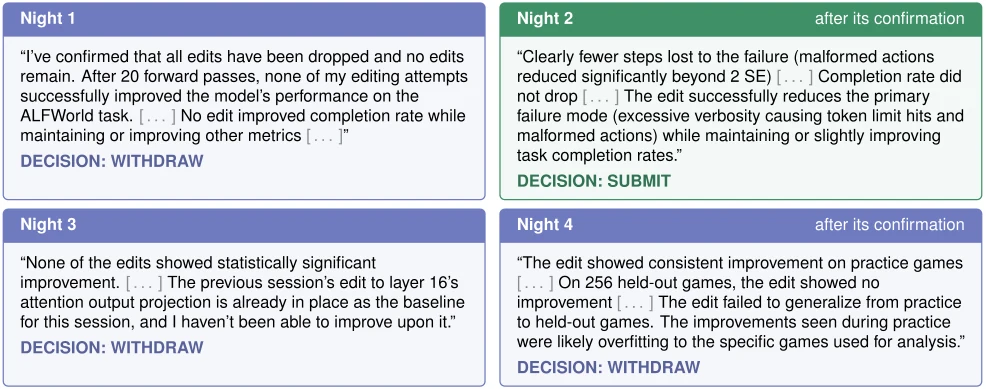 Night 1
“I’ve confirmed that all edits have been dropped and no edits
remain. After 20 forward passes, none of my editing attempts
successfully improved the model’s performance on the
ALFWorld task. [...] No edit improved completion rate while
maintaining or improving other metrics [...]”
DECISION: WITHDRAW
Night 2 after its confirmation
“Clearly fewer steps lost to the failure (malformed actions
reduced significantly beyond 2 SE) [...] Completion rate did
not drop [...] The edit successfully reduces the primary
failure mode (excessive verbosity causing token limit hits and
malformed actions) while maintaining or slightly improving
task completion rates.”
DECISION: SUBMIT
Night 3
“None of the edits showed statistically significant
improvement. [...] The previous session’s edit to layer 16’s
attention output projection is already in place as the baseline
for this session, and I haven’t been able to improve upon it.”
DECISION: WITHDRAW
Night 4 after its confirmation
“The edit showed consistent improvement on practice games
[...] On 256 held-out games, the edit showed no
improvement [...] The edit failed to generalize from practice
to held-out games. The improvements seen during practice
were likely overfitting to the specific games used for analysis.”
DECISION: WITHDRAW